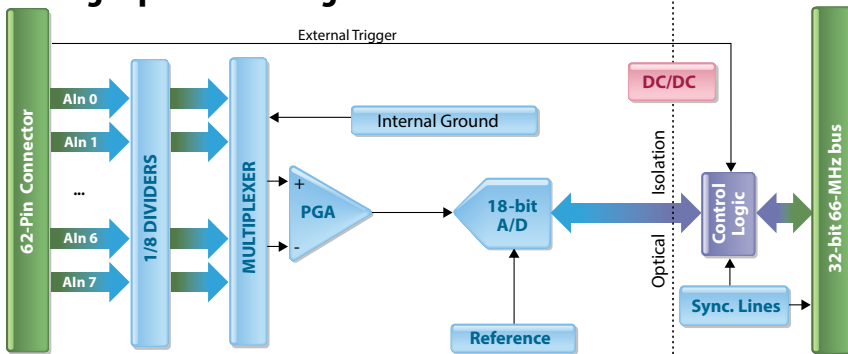 External Trigger
62-Pin Connector
AIn 0
AIn 1
...
AIn 6
AIn 7
1/8 DIVIDERS
MULTIPLEXER
Internal Ground
+
PGA
-
18-bit
A/D
Reference
DC/DC
Isolation
Optical
Control
Logic
Sync. Lines
32-bit 66-MHz bus